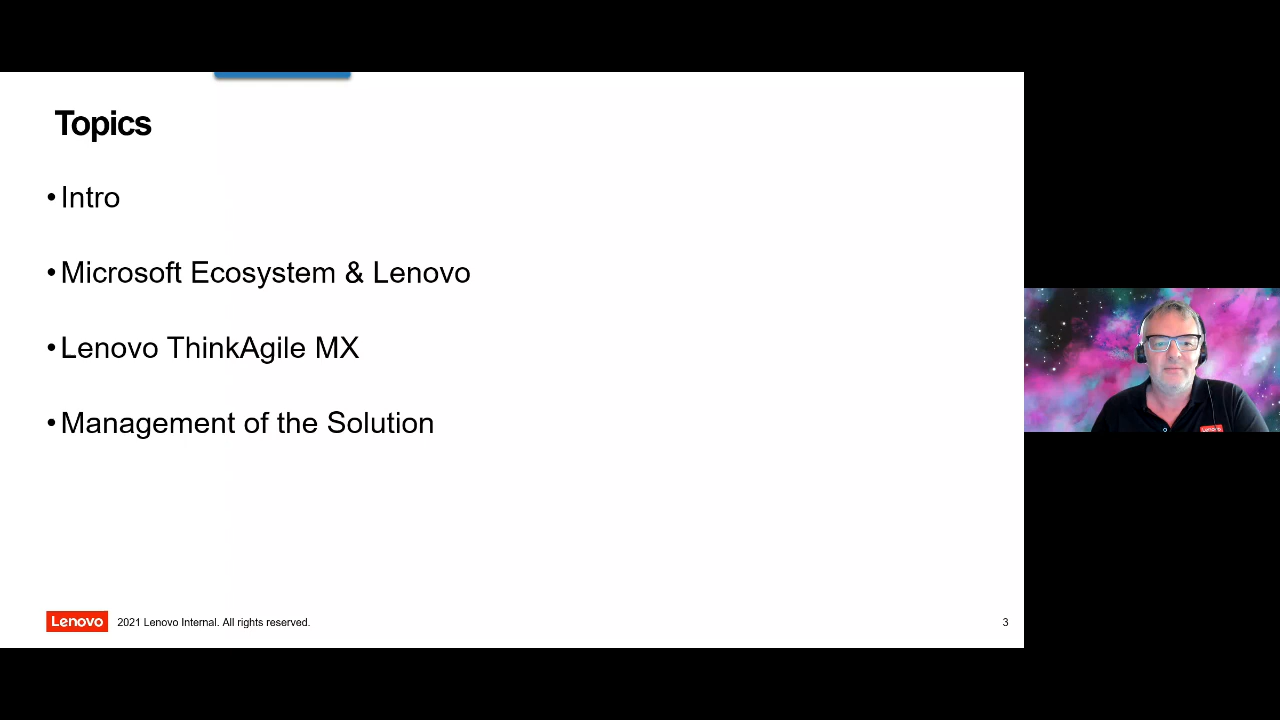 Topics
• Intro
• Microsoft Ecosystem & Lenovo
• Lenovo ThinkAgile MX
• Management of the Solution
Lenovo
2021 Lenovo Internal. All rights reserved.
3
Lenovo